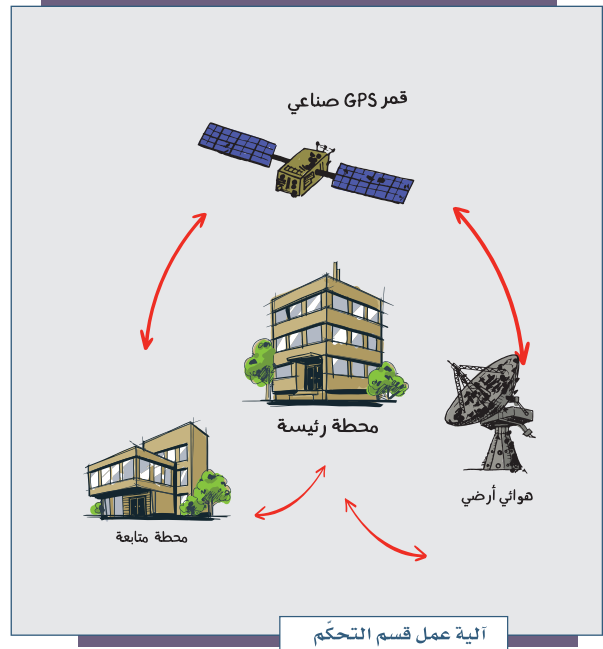 قمر GPS صناعي
محطة رئيسة
هوائي أرضي
محطة متابعة
آلية عمل قسم التحكّم